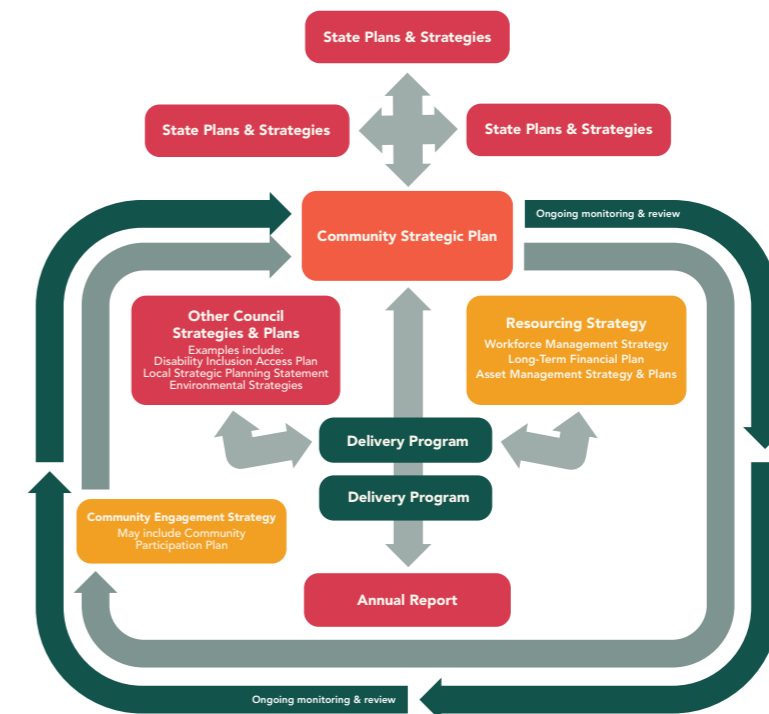 State Plans & Strategies
State Plans & Strategies
State Plans & Strategies
Community Strategic Plan
Ongoing monitoring & review
Other Council
Strategies & Plans
Examples include:
Disability Inclusion Access Plan
Local Strategic Planning Statement
Environmental Strategies
Resourcing Strategy
Workforce Management Strategy
Long-Term Financial Plan
Asset Management Strategy & Plans
Delivery Program
Delivery Program
Community Engagement Strategy
May include Community
Participation Plan
Annual Report
Ongoing monitoring & review